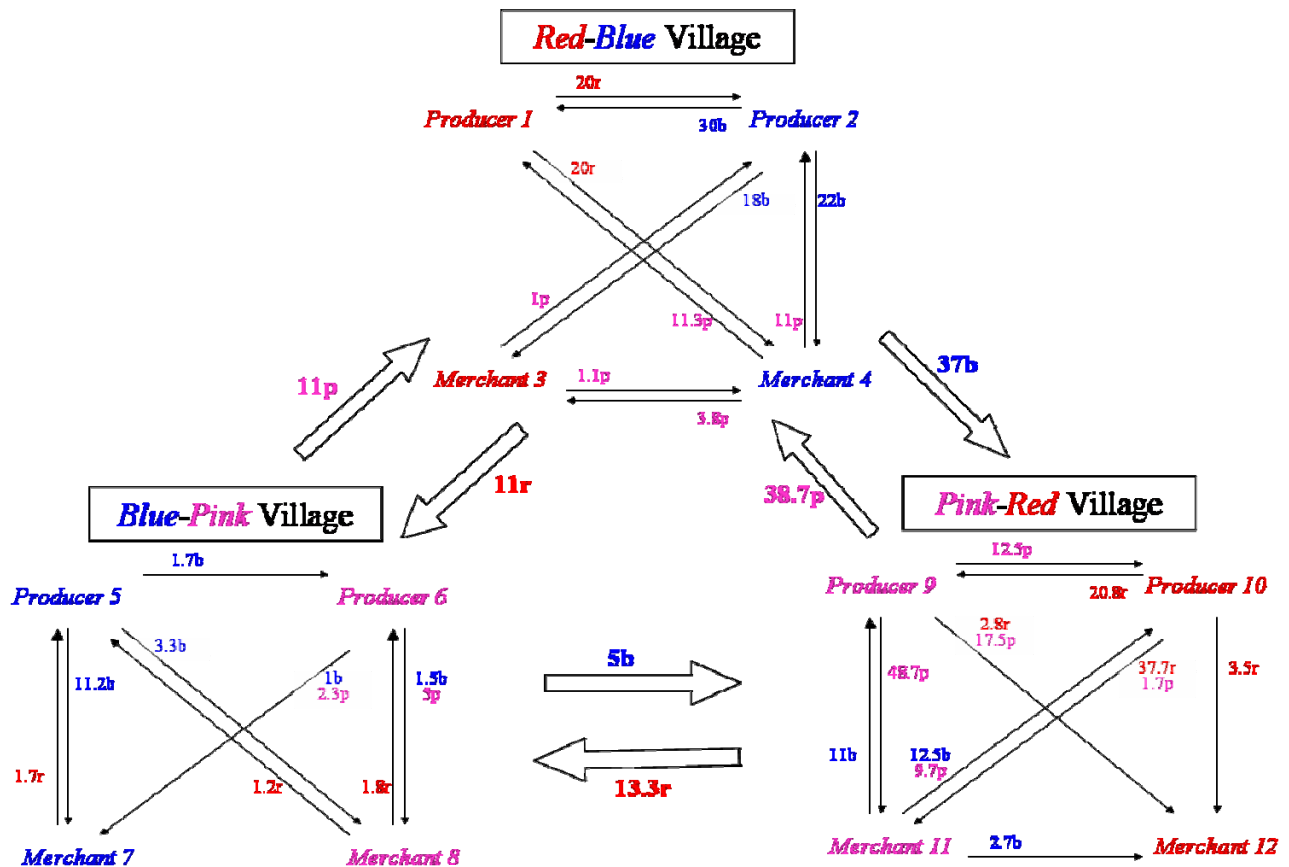 Red-Blue Village
20r
Producer 1
30b
Producer 2
20r
18b
22b
1p
11.3p
11p
11p
Merchant 3
1.1p
3.8p
Merchant 4
37b
11r
38.7p
Blue-Pink Village
Pink-Red Village
1.7b
12.5p
Producer 5
Producer 6
Producer 9
20.8r
Producer 10
3.3b
11.2b
1b
2.3p
1.5b
5p
5b
2.8r
17.5p
48.7p
37.7r
1.7p
3.5r
1.7r
1.2r
1.8r
13.3r
11b
12.5b
9.7p
Merchant 7
Merchant 8
Merchant 11
2.7b
Merchant 12